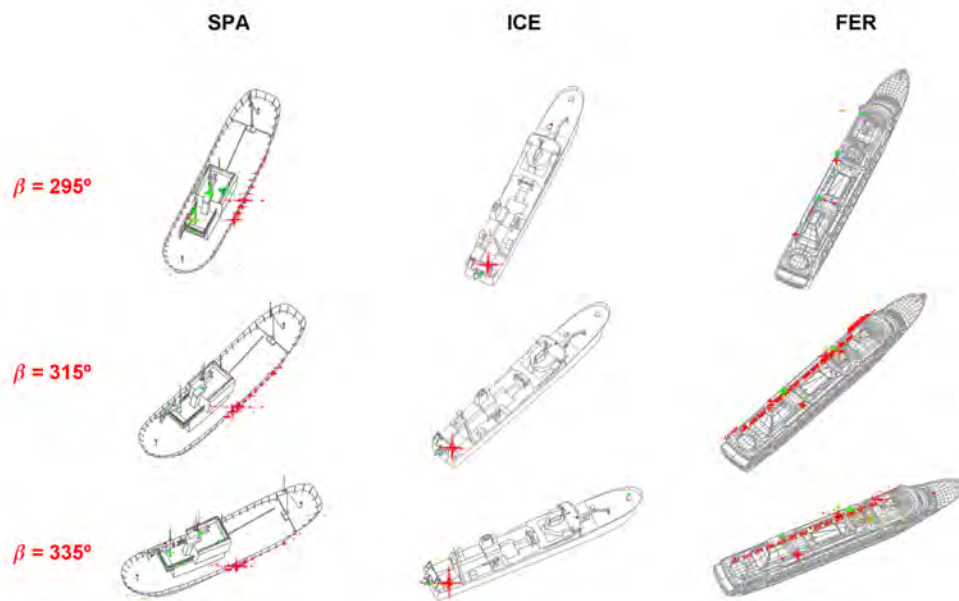 SPA ICE FER
β = 295º
β = 315º
β = 335º